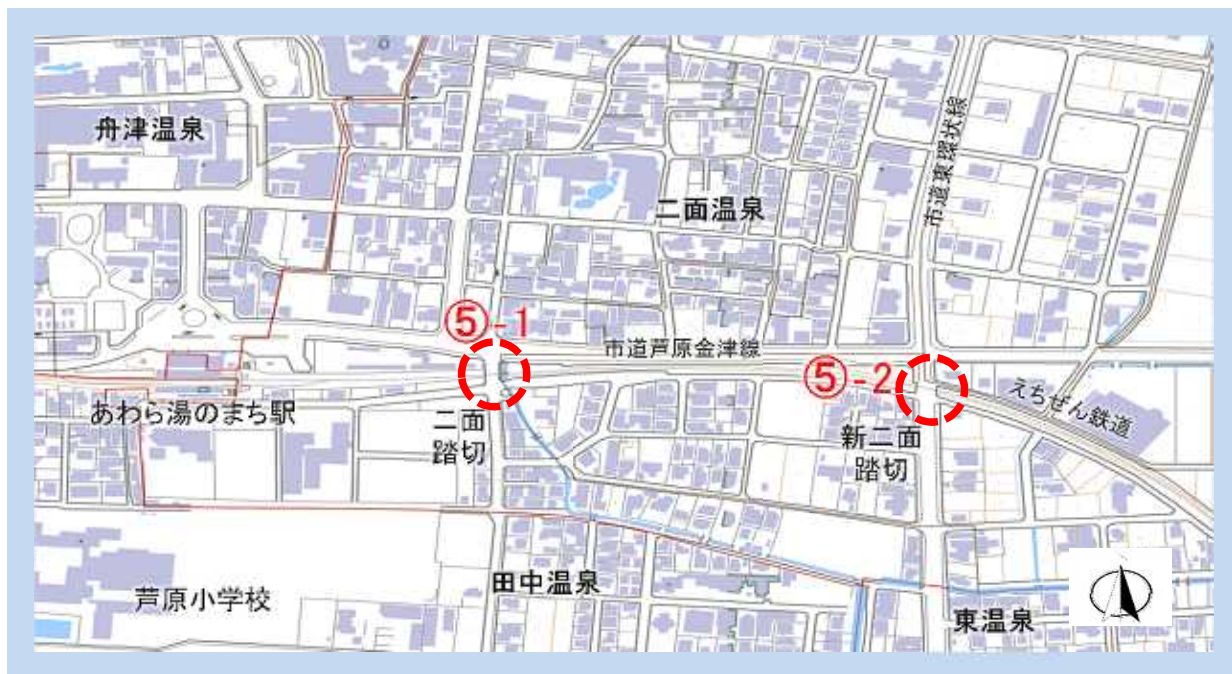 舟津温泉
二面温泉
市道東環状線
⑤-1
市道芦原金津線
⑤-2
あわら湯のまち駅
二面
踏切
新二面
踏切
えちぜん鉄道
芦原小学校
田中温泉
東温泉